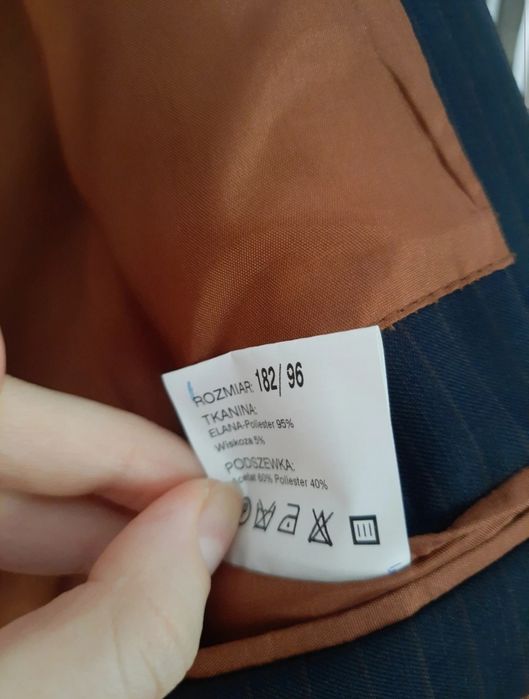 ROZMIAR: 182/ 96
TKANINA:
ELANA-Poliester 95%
Wiskoza 5%
PODSZEWKA:
60% Poliester 40%